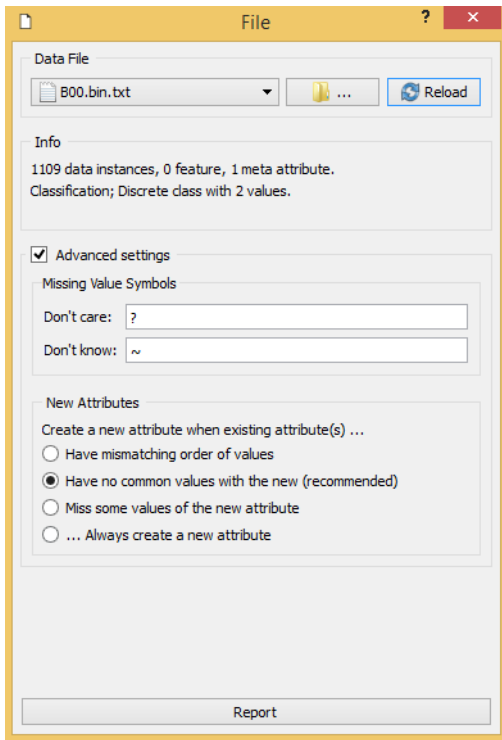 File
?
×
Data File
B00.bin.txt
...
Reload
Info
1109 data instances, 0 feature, 1 meta attribute.
Classification; Discrete class with 2 values.
Advanced settings
Missing Value Symbols
Don't care: ?
Don't know: ~
New Attributes
Create a new attribute when existing attribute(s) ...
Have mismatching order of values
Have no common values with the new (recommended)
Miss some values of the new attribute
... Always create a new attribute
Report